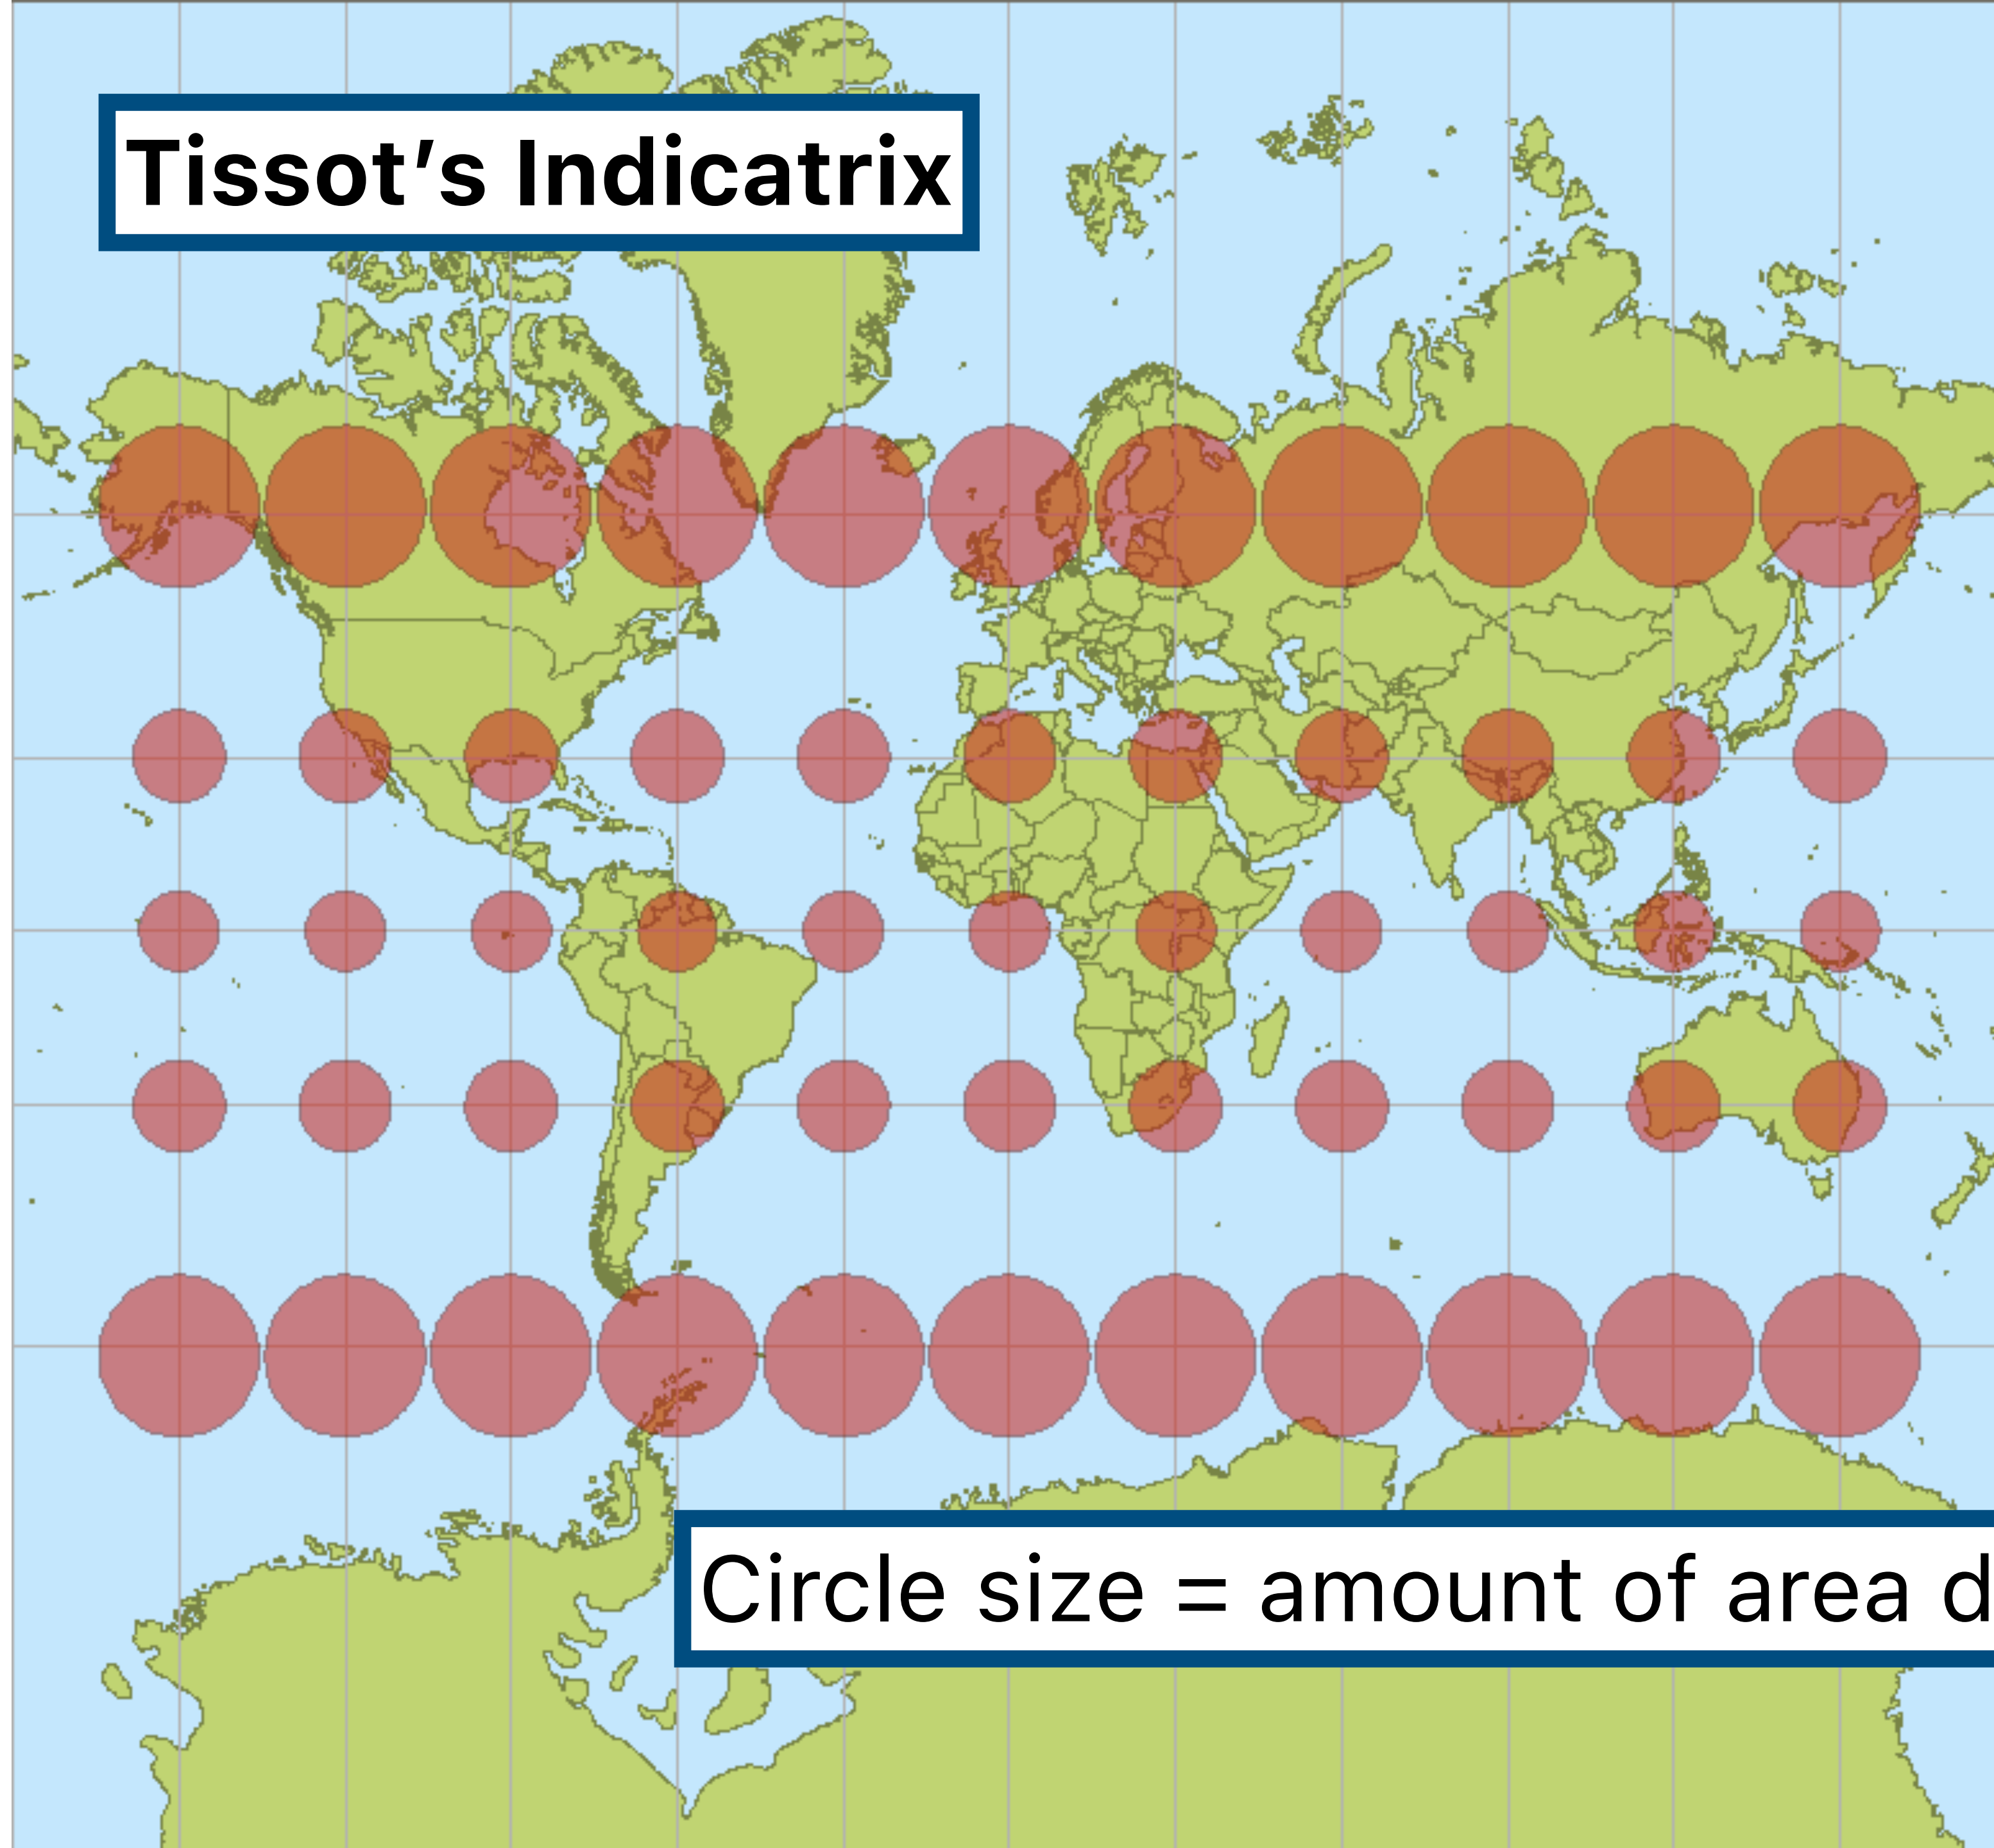 Tissot’s Indicatrix
Circle size = amount of area d